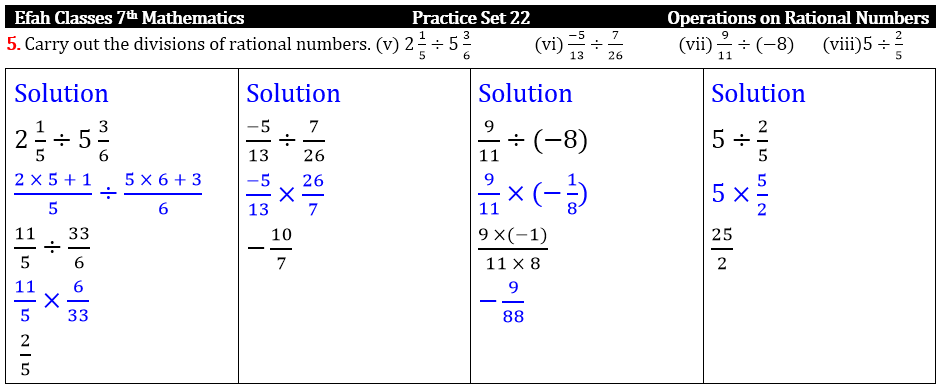 Efah Classes 7th Mathematics Practice Set 22 Operations on Rational Numbers
5. Carry out the divisions of rational numbers. (v) 2 1/5 ÷ 5 3/6 (vi) −5/13 ÷ 7/26 (vii) 9/11 ÷ (−8) (viii) 5 ÷ 2/5
Solution
2 1/5 ÷ 5 3/6
2 × 5 + 1/5 ÷ 5 × 6 + 3/6
11/5 ÷ 33/6
11/5 × 6/33
2/5
Solution
−5/13 ÷ 7/26
−5/13 × 26/7
− 10/7
Solution
9/11 ÷ (−8)
9/11 × (− 1/8)
9 ×(−1)/11 × 8
− 9/88
Solution
5 ÷ 2/5
5 × 5/2
25/2